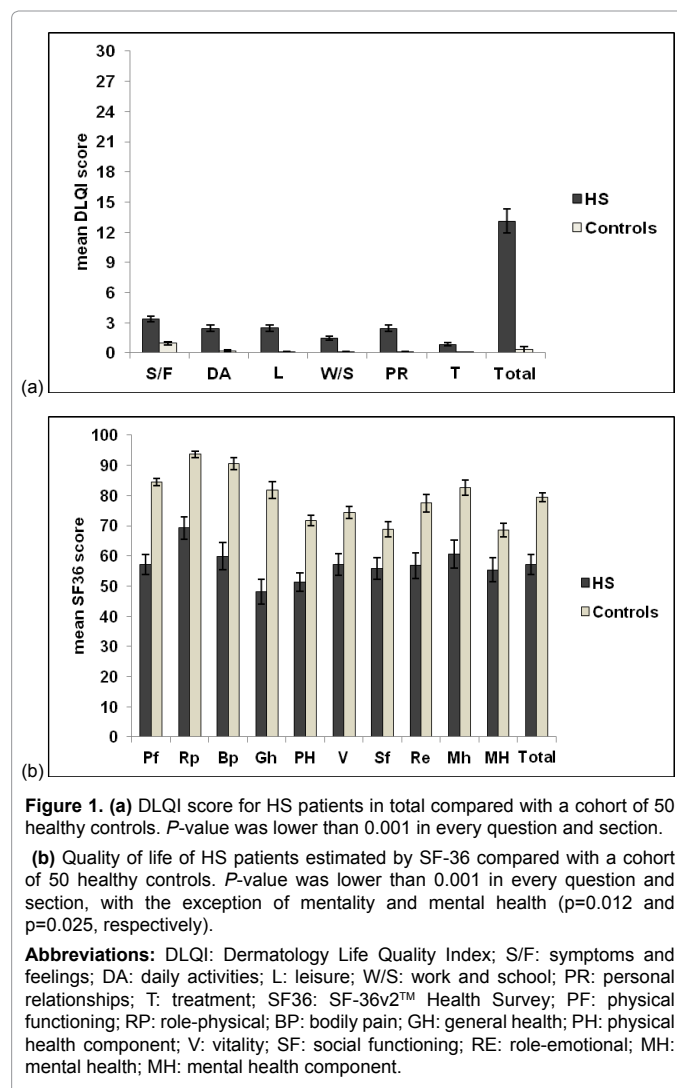 30
27
24
21
18
15
12
9
6
3
0
mean DLQI score
S/F DA L W/S PR T Total
HS
Controls
(a)
100
90
80
70
60
50
40
30
20
10
0
mean SF36 score
Pf Rp Bp Gh PH V Sf Re Mh MH Total
HS
Controls
(b)
Figure 1. (a) DLQI score for HS patients in total compared with a cohort of 50
healthy controls. P-value was lower than 0.001 in every question and section.
(b) Quality of life of HS patients estimated by SF-36 compared with a cohort
of 50 healthy controls. P-value was lower than 0.001 in every question and
section, with the exception of mentality and mental health (p=0.012 and
p=0.025, respectively).
Abbreviations: DLQI: Dermatology Life Quality Index; S/F: symptoms and
feelings; DA: daily activities; L: leisure; W/S: work and school; PR: personal
relationships; T: treatment; SF36: SF-36v2™ Health Survey; PF: physical
functioning; RP: role-physical; BP: bodily pain; GH: general health; PH: physical
health component; V: vitality; SF: social functioning; RE: role-emotional; MH:
mental health; MH: mental health component.